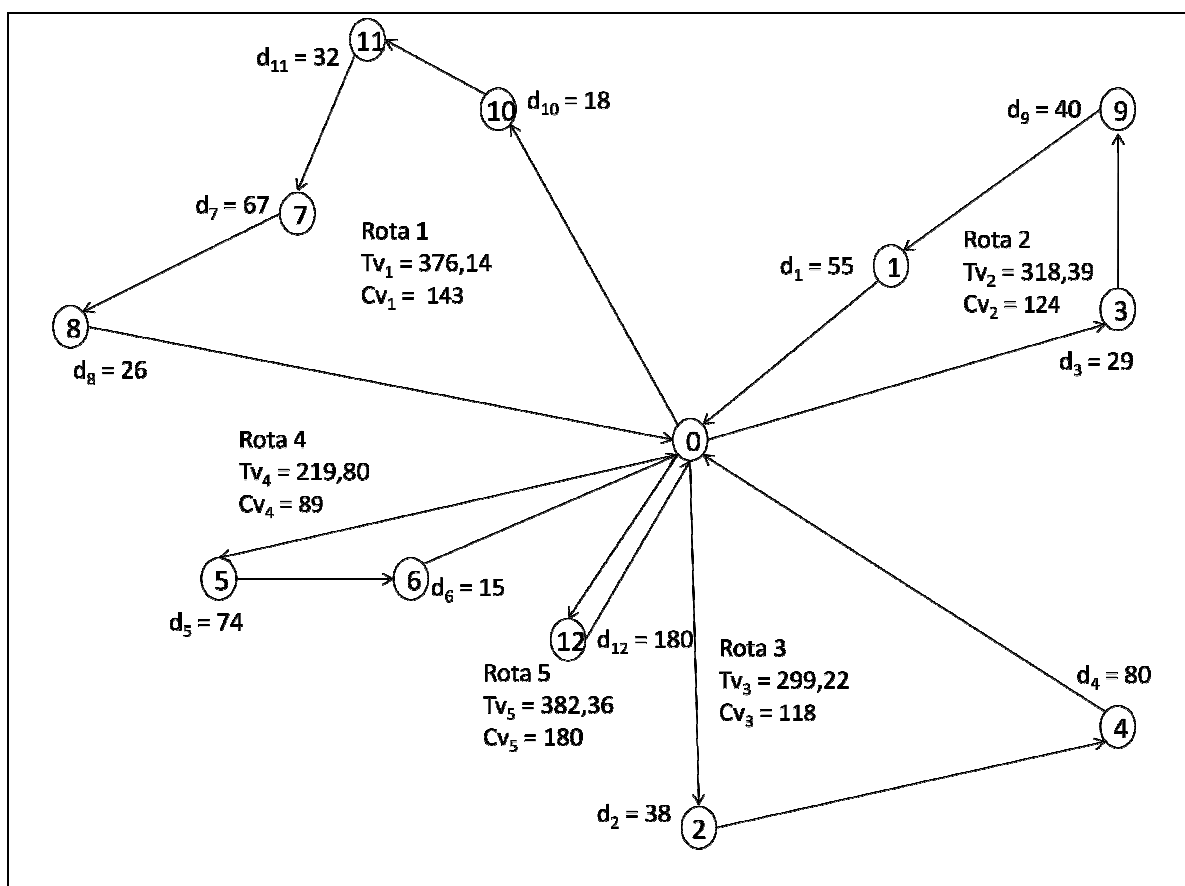 11
d₁₁ = 32
10
d₁₀ = 18
d₉ = 40
9
d₇ = 67
7
Rota 1
Tv₁ = 376,14
Cv₁ = 143
d₁ = 55
1
Rota 2
Tv₂ = 318,39
Cv₂ = 124
3
d₃ = 29
8
d₈ = 26
0
Rota 4
Tv₄ = 219,80
Cv₄ = 89
5
d₅ = 74
6
d₆ = 15
12
d₁₂ = 180
Rota 5
Tv₅ = 382,36
Cv₅ = 180
Rota 3
Tv₃ = 299,22
Cv₃ = 118
d₄ = 80
4
d₂ = 38
2